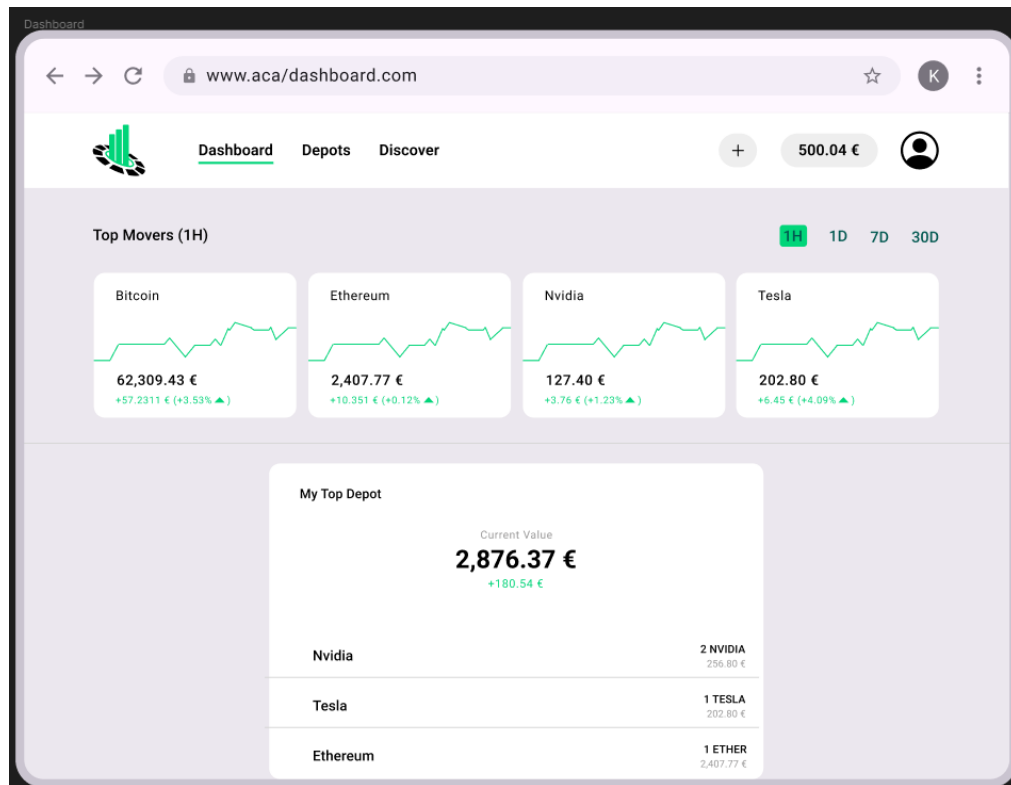 Dashboard
www.aca/dashboard.com
K
Dashboard Depots Discover
+ 500.04 €
Top Movers (1H)
1H 1D 7D 30D
Bitcoin
62,309.43 €
+57.2311 € (+3.53% ▲)
Ethereum
2,407.77 €
+10.351 € (+0.12% ▲)
Nvidia
127.40 €
+3.76 € (+1.23% ▲)
Tesla
202.80 €
+6.45 € (+4.09% ▲)
My Top Depot
Current Value
2,876.37 €
+180.54 €
Nvidia
2 NVIDIA
256.80 €
Tesla
1 TESLA
202.80 €
Ethereum
1 ETHER
2,407.77 €